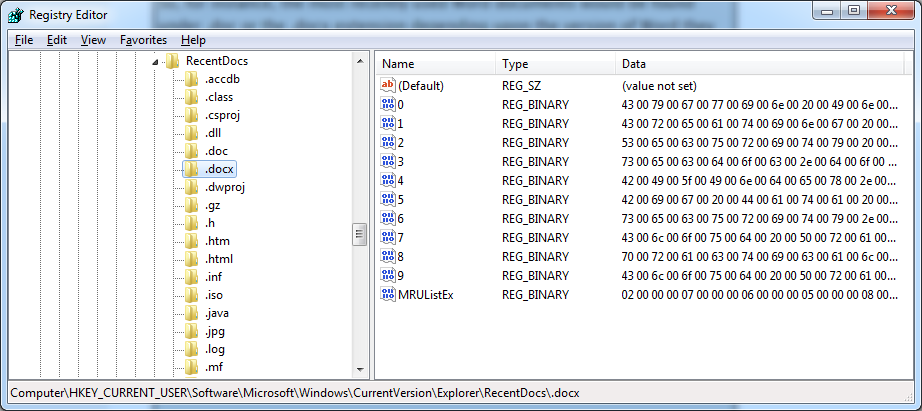 Registry Editor
File Edit View Favorites Help
RecentDocs
.accdb
.class
.csproj
.dll
.doc
.docx
.dwproj
.gz
.h
.htm
.html
.inf
.iso
.java
.jpg
.log
.mf
Name Type Data
(Default) REG_SZ (value not set)
0 REG_BINARY 43 00 79 00 67 00 77 00 69 00 6e 00 20 00 49 00 6e 00...
1 REG_BINARY 43 00 72 00 65 00 61 00 74 00 69 00 6e 00 67 00 20 00...
2 REG_BINARY 53 00 65 00 63 00 75 00 72 00 69 00 74 00 79 00 20 00...
3 REG_BINARY 73 00 65 00 63 00 64 00 6f 00 63 00 2e 00 64 00 6f 00 ...
4 REG_BINARY 42 00 49 00 5f 00 49 00 6e 00 64 00 65 00 78 00 2e 00 ...
5 REG_BINARY 42 00 69 00 67 00 20 00 44 00 61 00 74 00 61 00 20 00...
6 REG_BINARY 73 00 65 00 63 00 75 00 72 00 69 00 74 00 79 00 2e 00 ...
7 REG_BINARY 43 00 6c 00 6f 00 75 00 64 00 20 00 50 00 72 00 61 00...
8 REG_BINARY 70 00 72 00 61 00 63 00 74 00 69 00 63 00 61 00 6c 00...
9 REG_BINARY 43 00 6c 00 6f 00 75 00 64 00 20 00 50 00 72 00 61 00...
MRUListEx REG_BINARY 02 00 00 00 07 00 00 00 06 00 00 00 05 00 00 00 08 00 ...
Computer\HKEY_CURRENT_USER\Software\Microsoft\Windows\CurrentVersion\Explorer\RecentDocs\.docx